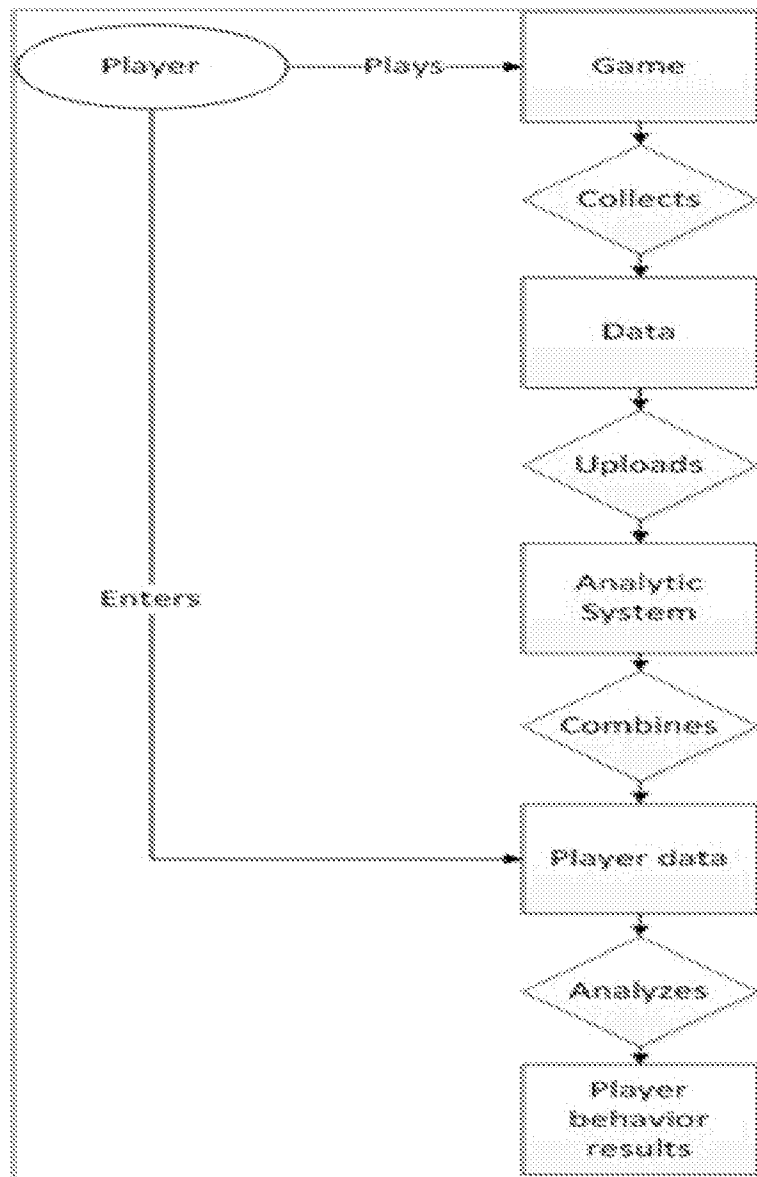 Player
Plays
Game
Collects
Data
Uploads
Analytic
System
Enters
Combines
Player data
Analyzes
Player
behavior
results